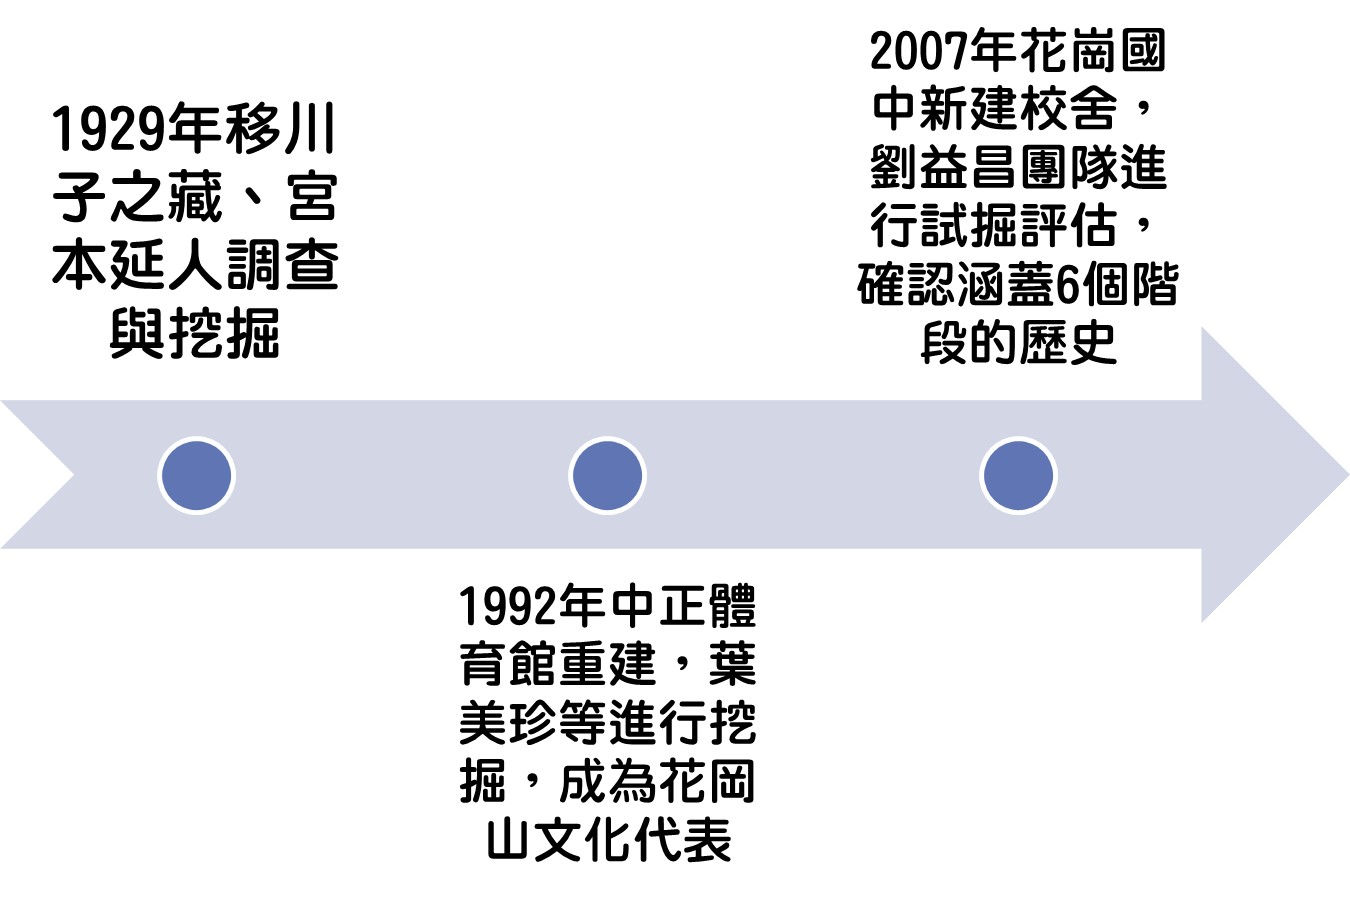 1929年移川
子之藏、宮
本延人調查
與挖掘
1992年中正體
育館重建，葉
美珍等進行挖
掘，成為花岡
山文化代表
2007年花崗國
中新建校舍，
劉益昌團隊進
行試掘評估，
確認涵蓋6個階
段的歷史